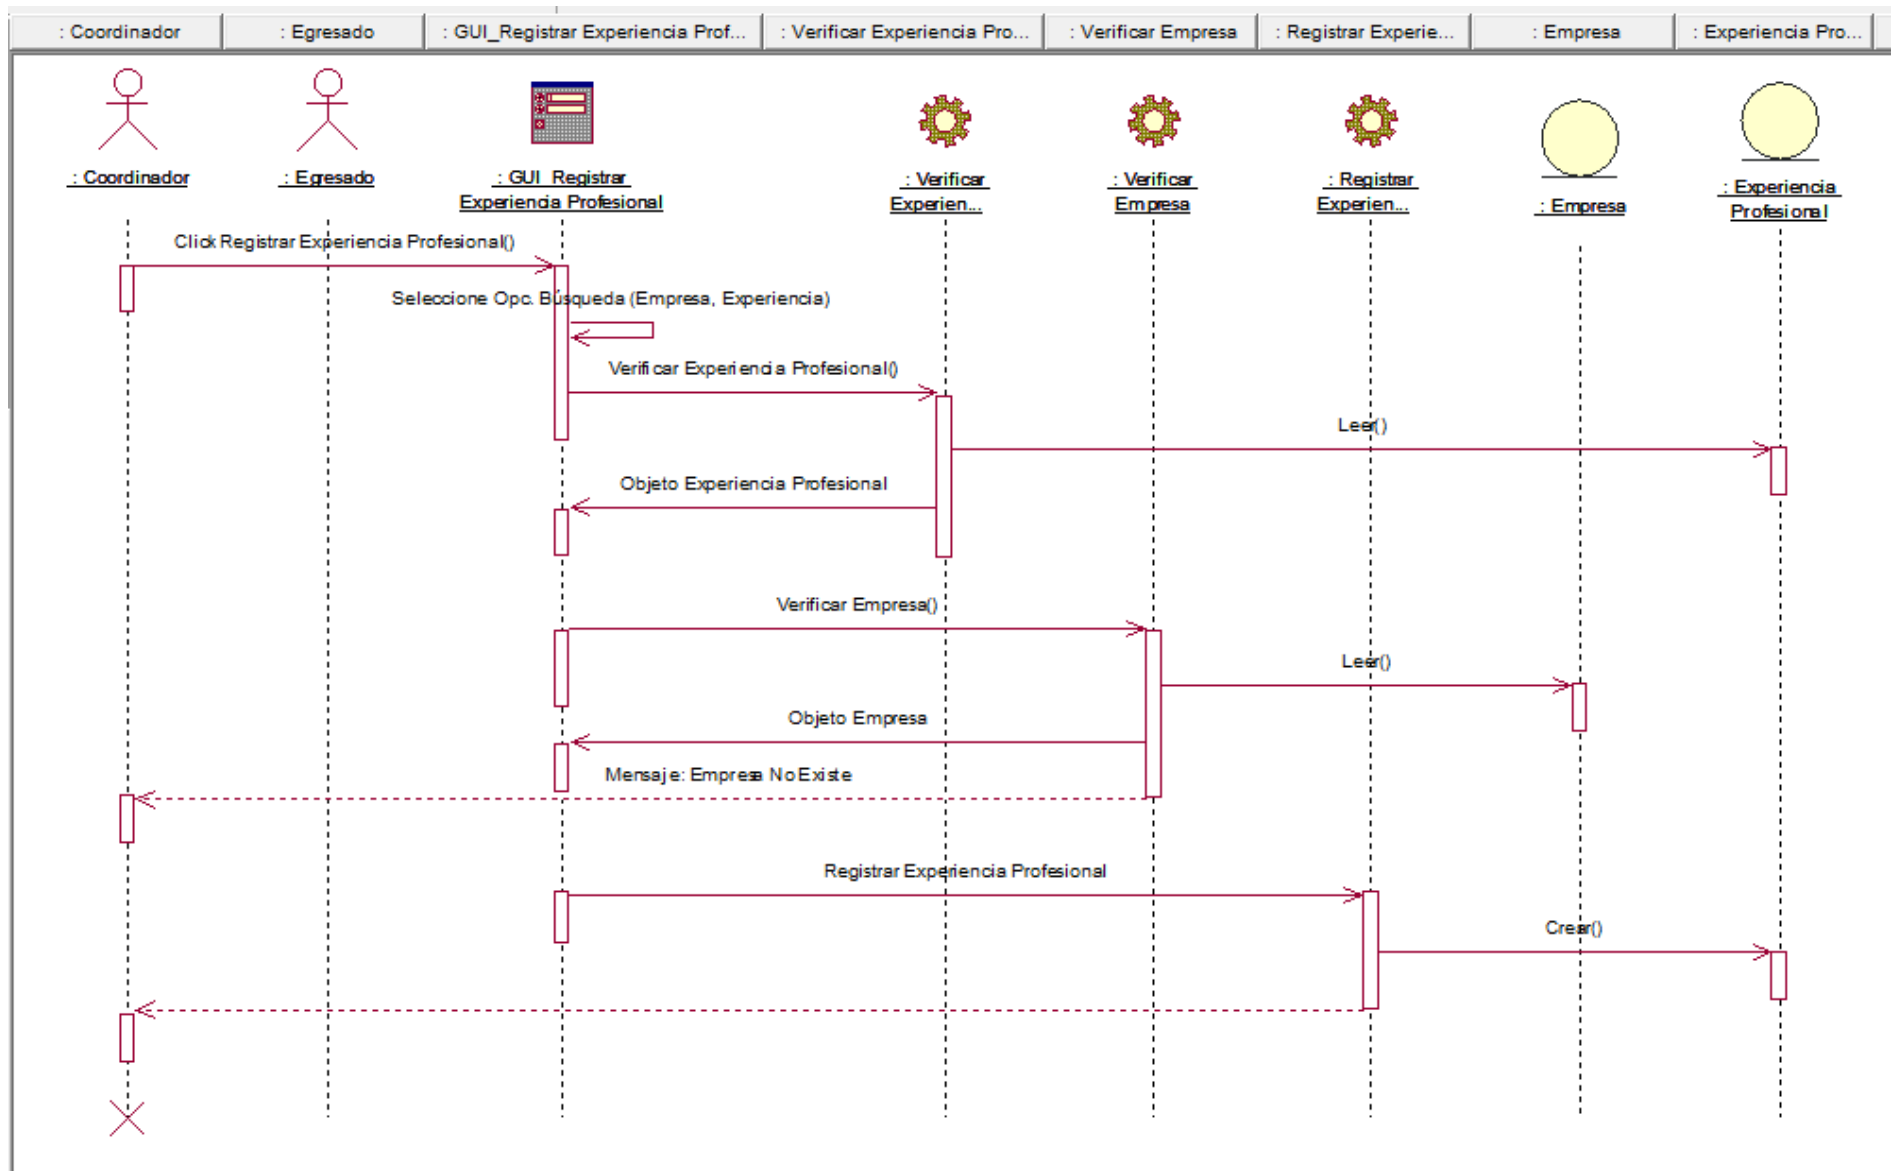 : Coordinador
: Egresado
: GUI_Registrar Experiencia Prof...
: Verificar Experiencia Pro...
: Verificar Empresa
: Registrar Experie...
: Empresa
: Experiencia Pro...
: Coordinador
: Egresado
: GUI_Registrar
Experiencia Profesional
: Verificar
Experien...
: Verificar
Empresa
: Registrar
Experien...
: Empresa
: Experiencia
Profesional
Click Registrar Experiencia Profesional()
Seleccione Opc. Búsqueda (Empresa, Experiencia)
Verificar Experiencia Profesional()
Leer()
Objeto Experiencia Profesional
Verificar Empresa()
Leer()
Objeto Empresa
Mensaje: Empresa No Existe
Registrar Experiencia Profesional
Crear()